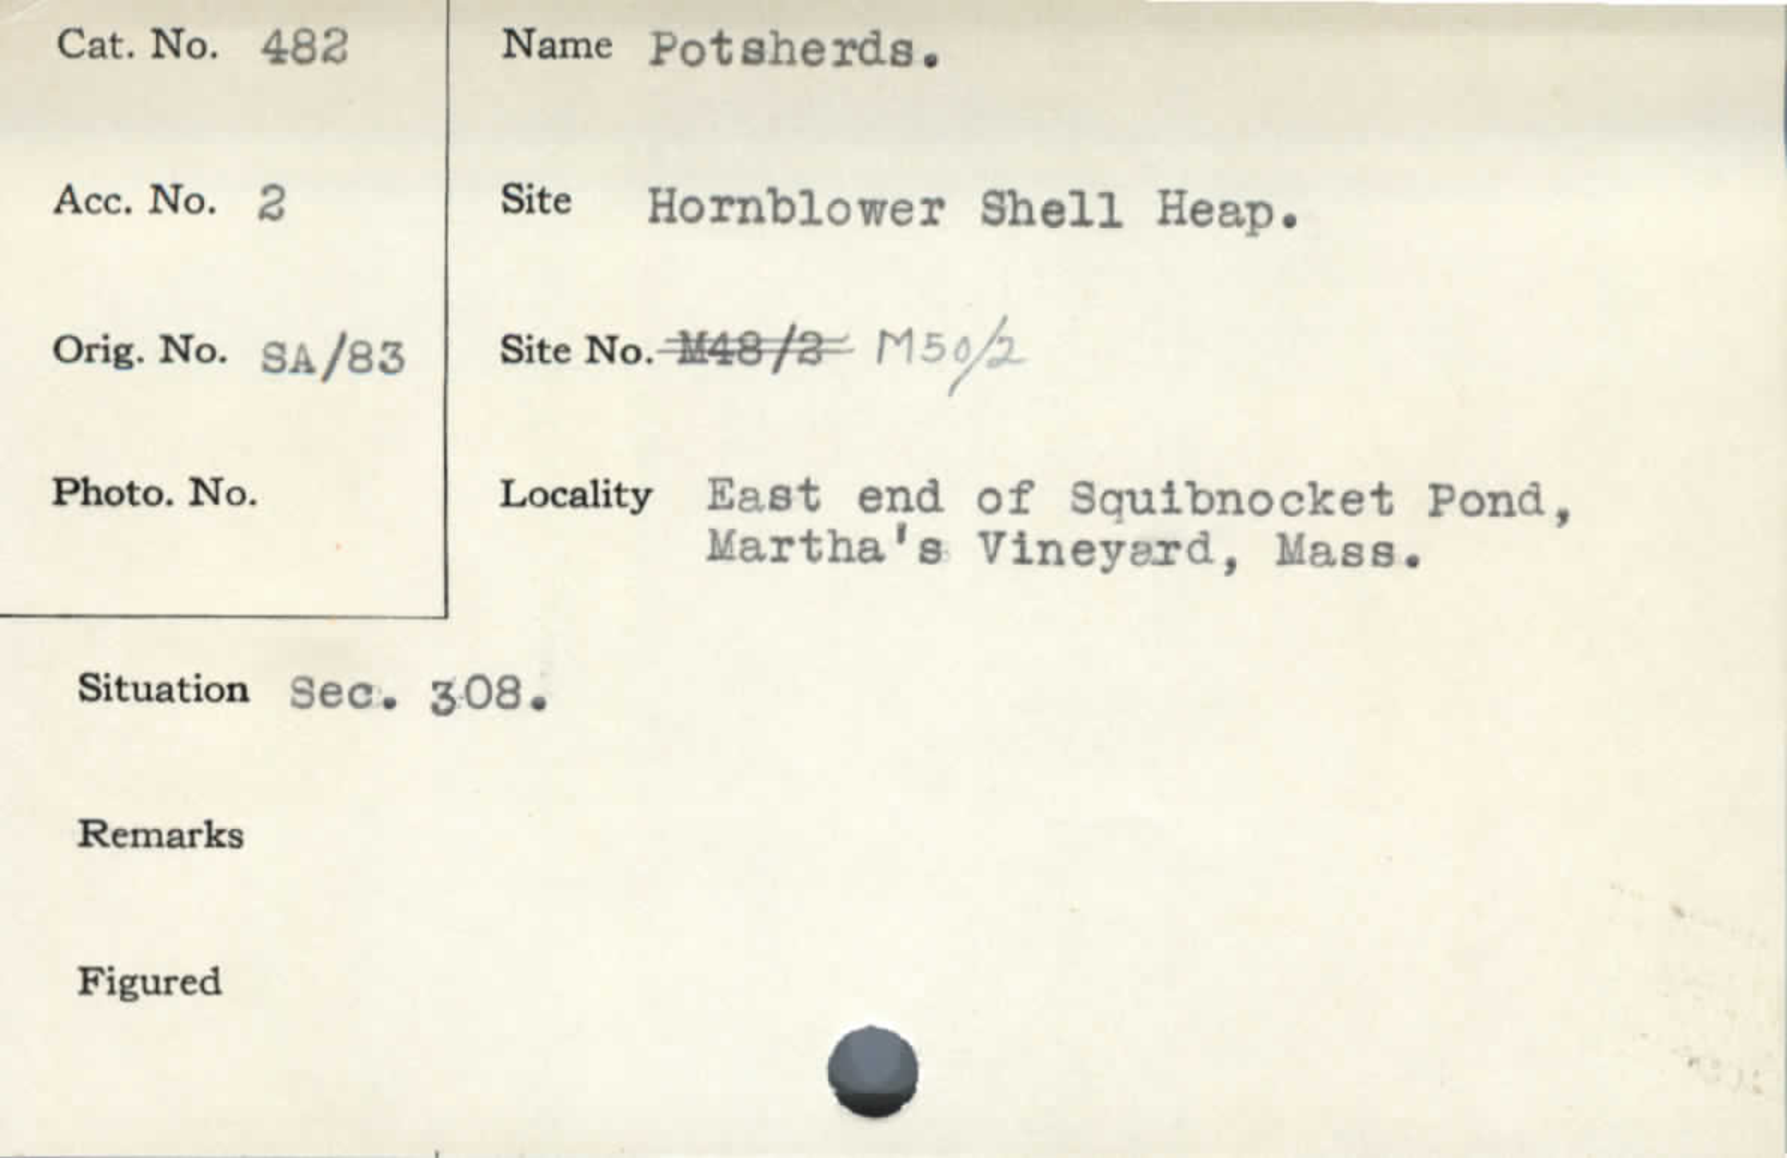 Cat. No. 482
Name Potsherds.
Acc. No. 2
Site Hornblower Shell Heap.
Orig. No. SA/83
Site No. M48/2 M50/2
Photo. No.
Locality East end of Squibnocket Pond,
Martha's Vineyard, Mass.
Situation Sec. 308.
Remarks
Figured